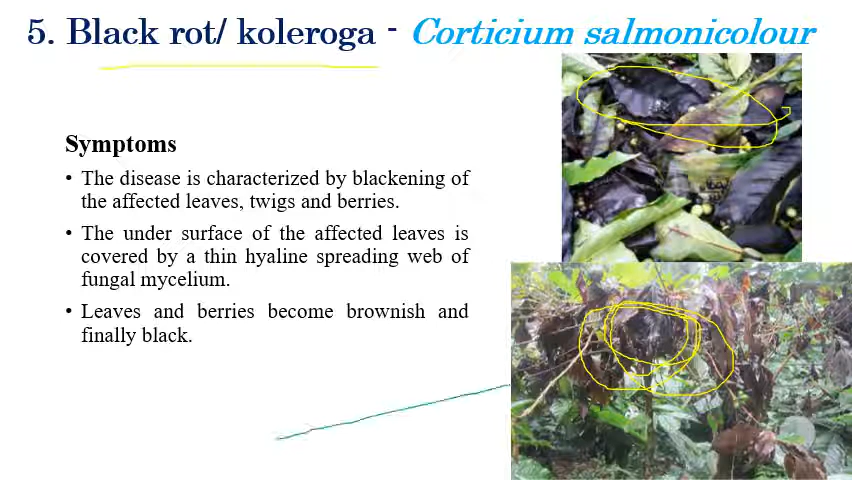 5. Black rot/ koleroga - Corticium salmonicolour
Symptoms
• The disease is characterized by blackening of
the affected leaves, twigs and berries.
• The under surface of the affected leaves is
covered by a thin hyaline spreading web of
fungal mycelium.
• Leaves and berries become brownish and
finally black.